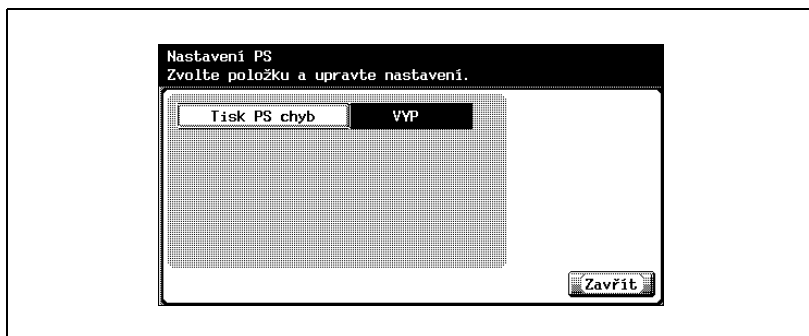 Nastavení PS
Zvolte položku a upravte nastavení.
Tisk PS chyb VYP
Zavřít